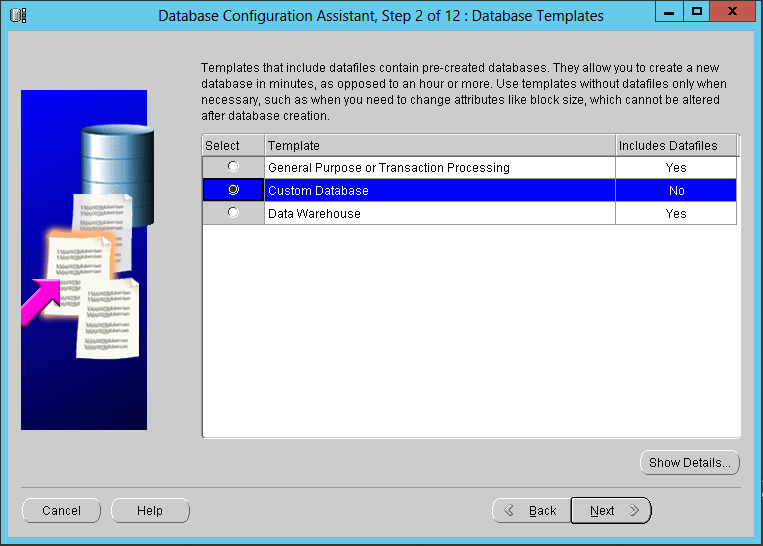 Database Configuration Assistant, Step 2 of 12 : Database Templates
Templates that include datafiles contain pre-created databases. They allow you to create a new
database in minutes, as opposed to an hour or more. Use templates without datafiles only when
necessary, such as when you need to change attributes like block size, which cannot be altered
after database creation.
Select Template Includes Datafiles
General Purpose or Transaction Processing Yes
Custom Database No
Data Warehouse Yes
Show Details...
Cancel Help Back Next